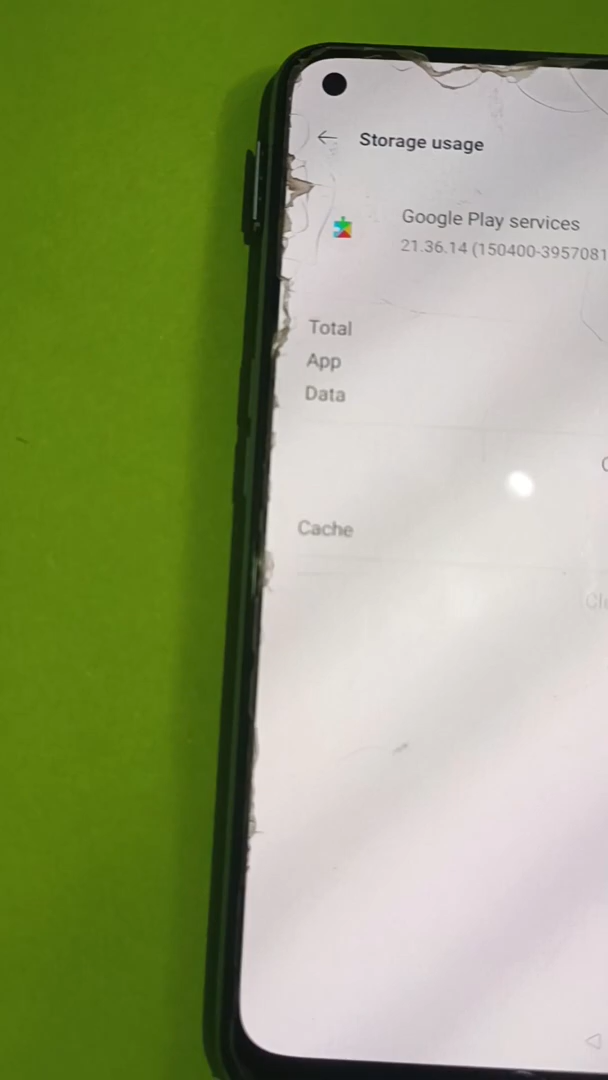 Storage usage
Google Play services
21.36.14 (150400-3957081
Total
App
Data
Cache